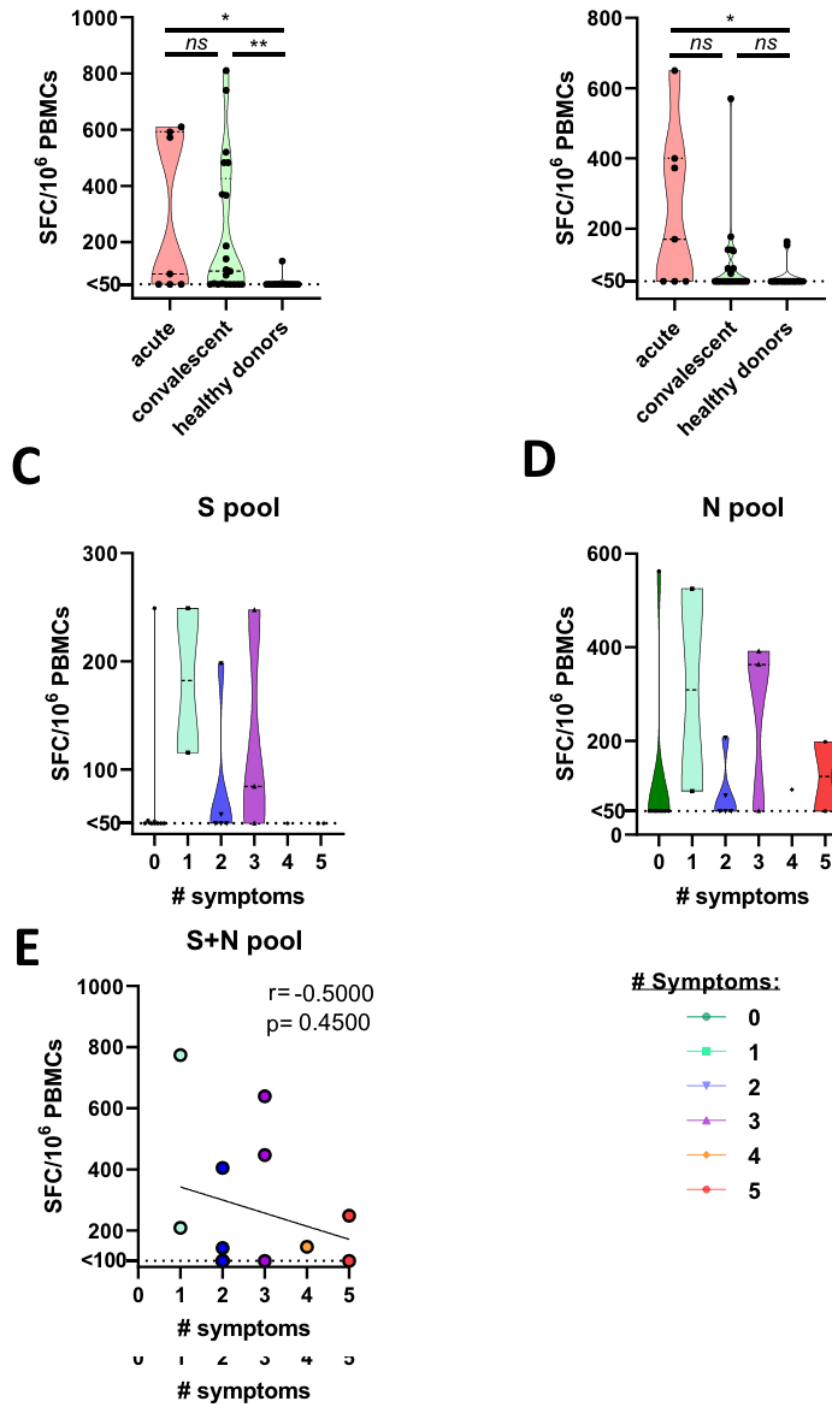 1000
800
600
400
200
<50
SFC/10⁶ PBMCs
*
ns
**
acute
convalescent
healthy donors
800
600
400
200
<50
SFC/10⁶ PBMCs
*
ns
ns
acute
convalescent
healthy donors
C
S pool
300
200
100
<50
SFC/10⁶ PBMCs
0 1 2 3 4 5
# symptoms
D
N pool
600
400
200
<50
0
SFC/10⁶ PBMCs
0 1 2 3 4 5
# symptoms
E
S+N pool
1000
800
600
400
200
<100
SFC/10⁶ PBMCs
r= -0.5000
p= 0.4500
0 1 2 3 4 5
# symptoms
# Symptoms:
0
1
2
3
4
5
# symptoms